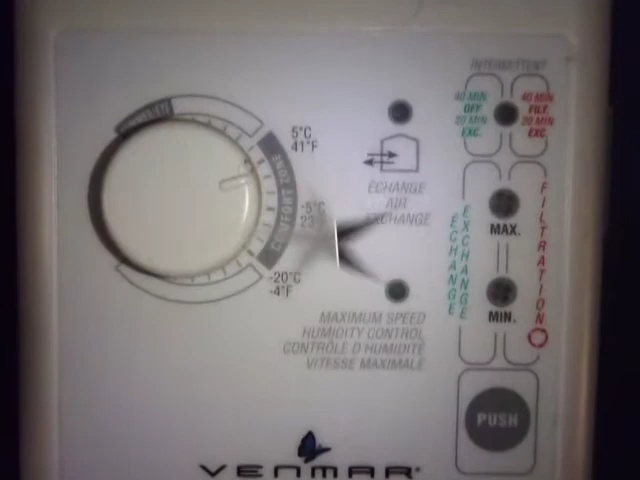 INTERMITTENT
40 MIN.
OFF
20 MIN.
EXC.
40 MIN.
FILT.
20 MIN.
EXC.
5°C
41°F
COMFORT ZONE
-5°C
-20°C
-4°F
ÉCHANGE
AIR
EXCHANGE
ÉCHANGE
EXCHANGE
MAX.
MIN.
FILTRATION
MAXIMUM SPEED
HUMIDITY CONTROL
CONTRÔLE D'HUMIDITÉ
VITESSE MAXIMALE
PUSH
VENMAR